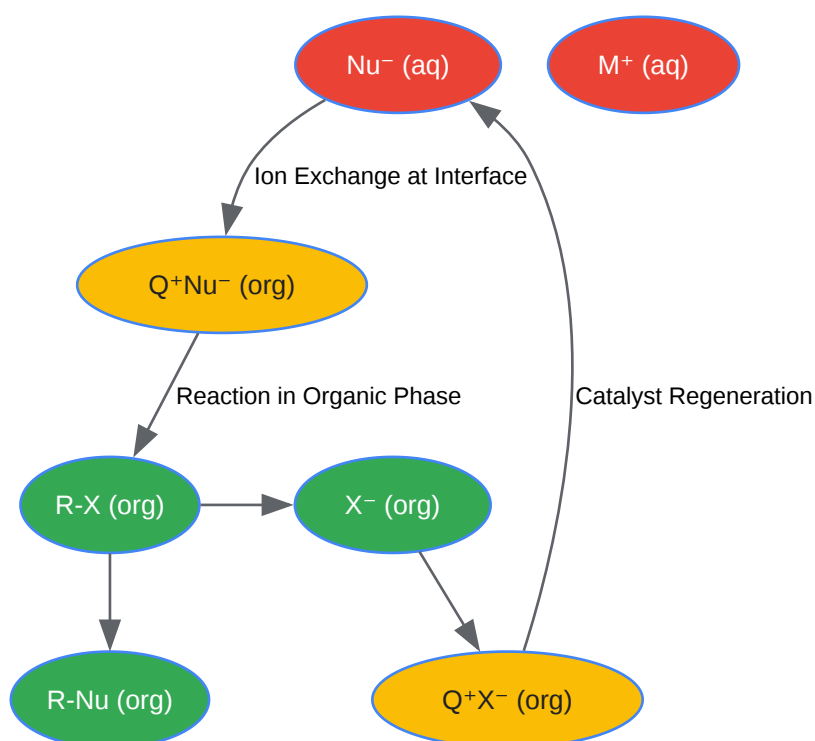 Nu⁻ (aq)
M⁺ (aq)
Ion Exchange at Interface
Q⁺Nu⁻ (org)
Reaction in Organic Phase
Catalyst Regeneration
R-X (org)
X⁻ (org)
R-Nu (org)
Q⁺X⁻ (org)